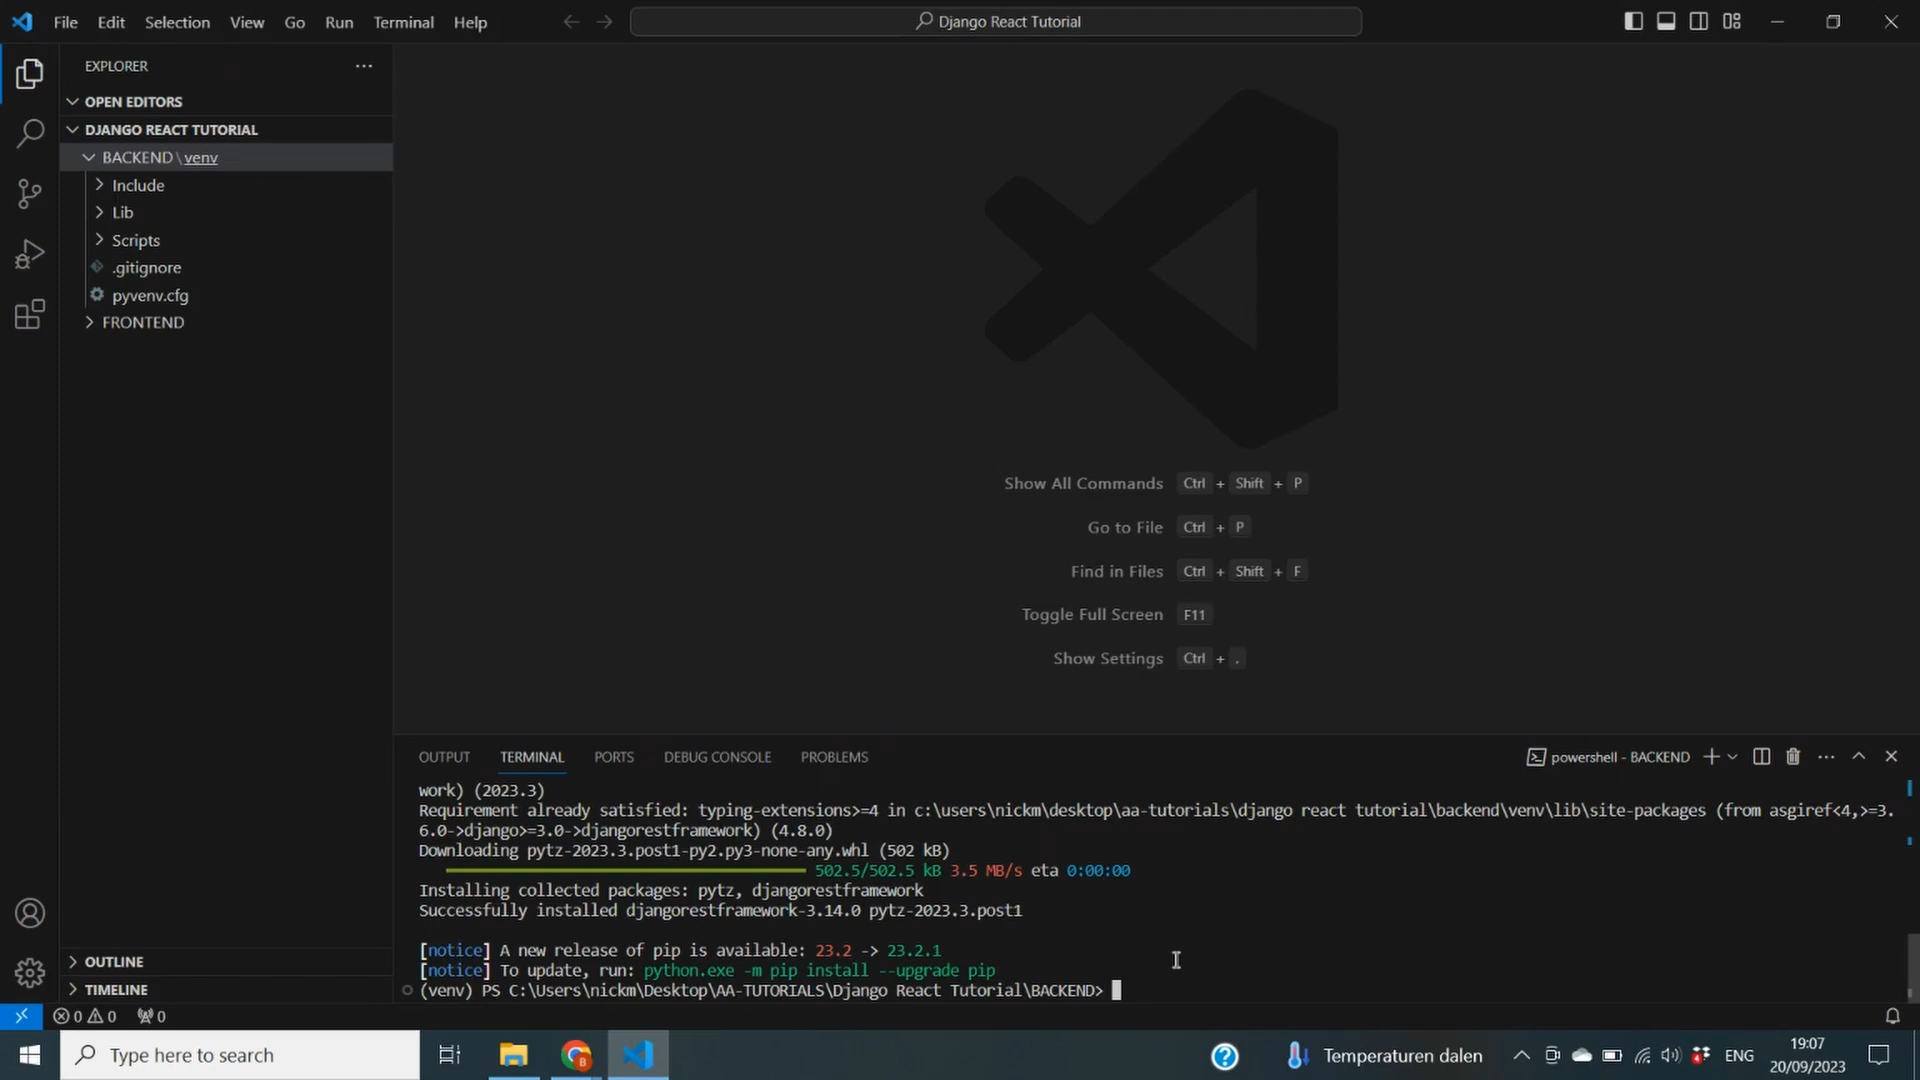 File Edit Selection View Go Run Terminal Help
Django React Tutorial
EXPLORER
OPEN EDITORS
DJANGO REACT TUTORIAL
BACKEND \ venv
Include
Lib
Scripts
.gitignore
pyvenv.cfg
FRONTEND
Show All Commands Ctrl + Shift + P
Go to File Ctrl + P
Find in Files Ctrl + Shift + F
Toggle Full Screen F11
Show Settings Ctrl + .
OUTPUT TERMINAL PORTS DEBUG CONSOLE PROBLEMS
powershell - BACKEND
work) (2023.3)
Requirement already satisfied: typing-extensions>=4 in c:\users\nickm\desktop\aa-tutorials\django react tutorial\backend\venv\lib\site-packages (from asgiref<4,>=3.
6.0->django>=3.0->djangorestframework) (4.8.0)
Downloading pytz-2023.3.post1-py2.py3-none-any.whl (502 kB)
502.5/502.5 kB 3.5 MB/s eta 0:00:00
Installing collected packages: pytz, djangorestframework
Successfully installed djangorestframework-3.14.0 pytz-2023.3.post1
[notice] A new release of pip is available: 23.2 -> 23.2.1
[notice] To update, run: python.exe -m pip install --upgrade pip
(venv) PS C:\Users\nickm\Desktop\AA-TUTORIALS\Django React Tutorial\BACKEND>
OUTLINE
TIMELINE
0 0 0
Type here to search
Temperaturen dalen
ENG
19:07
20/09/2023